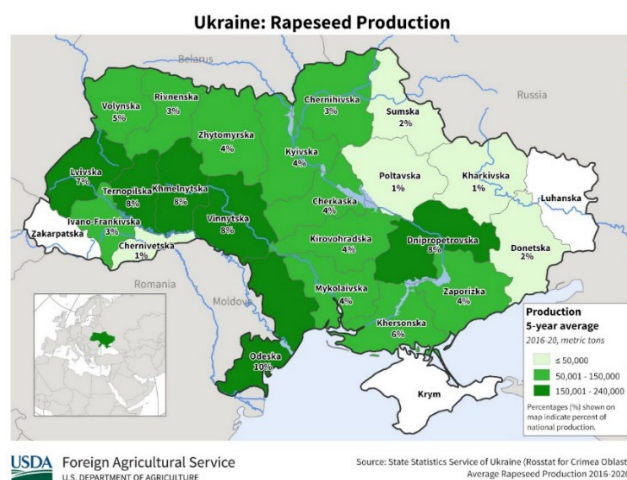 Ukraine: Rapeseed Production
Belarus
Russia
Romania
Moldova
Volynska
5%
Rivnenska
3%
Zhytomyrska
4%
Kyivska
4%
Chernihivska
3%
Sumska
2%
Lvivska
7%
Ternopilska
8%
Khmelnytska
8%
Vinnytska
8%
Cherkaska
4%
Poltavska
1%
Kharkivska
1%
Luhanska
Zakarpatska
Ivano-Frankivska
3%
Chernivetska
1%
Kirovohradska
4%
Dnipropetrovska
8%
Donetska
2%
Mykolaivska
4%
Zaporizka
4%
Khersonska
6%
Odeska
10%
Krym
Production
5-year average
2016-20, metric tons
≤ 50,000
50,001 - 150,000
150,001 - 240,000
Percentages (%) shown on
map indicate percent of
national production.
USDA Foreign Agricultural Service
U.S. DEPARTMENT OF AGRICULTURE
Source: State Statistics Service of Ukraine (Rosstat for Crimea Oblast
Average Rapeseed Production 2016-2020